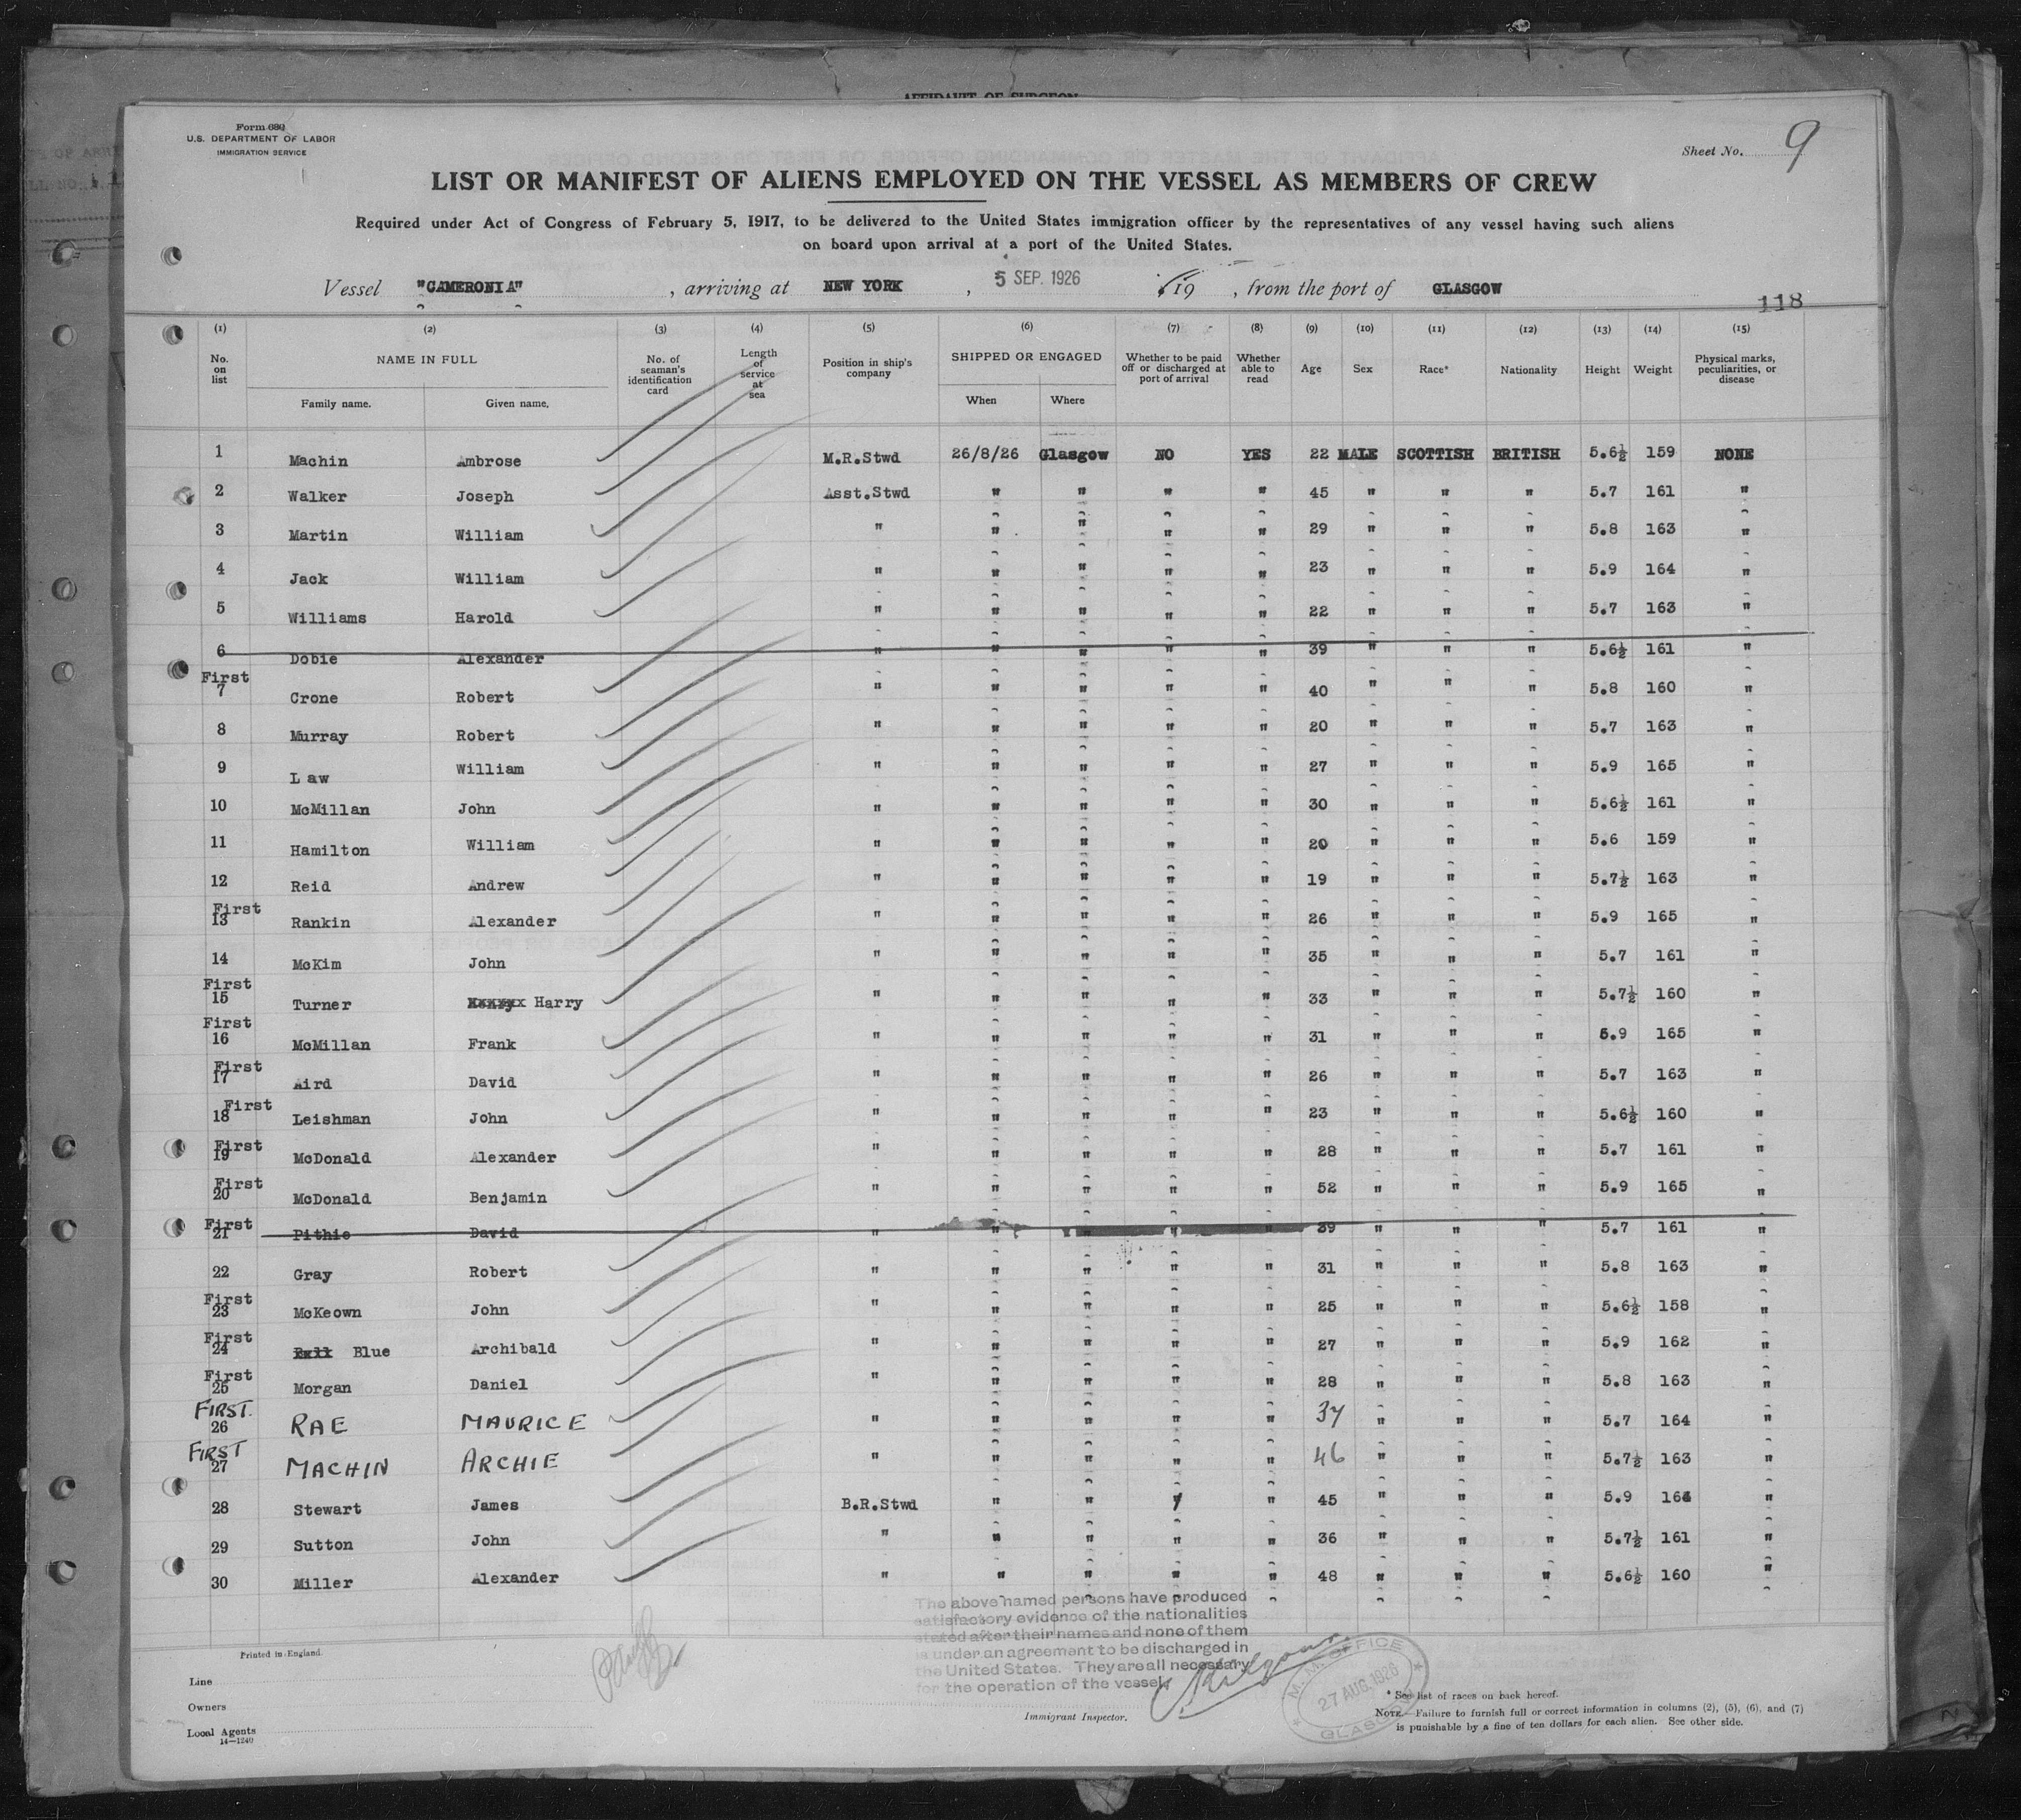 AFFIDAVIT OF SURGEON
Form 680
U.S. DEPARTMENT OF LABOR
IMMIGRATION SERVICE
Sheet No. 9
LIST OR MANIFEST OF ALIENS EMPLOYED ON THE VESSEL AS MEMBERS OF CREW
Required under Act of Congress of February 5, 1917, to be delivered to the United States immigration officer by the representatives of any vessel having such aliens
on board upon arrival at a port of the United States.
Vessel "CAMERONIA", arriving at NEW YORK, 5 SEP. 1926 19 , from the port of GLASGOW
118
(1) (2) (3) (4) (5) (6) (7) (8) (9) (10) (11) (12) (13) (14) (15)
No. on list NAME IN FULL Family name. Given name. No. of seaman's identification card Length of service at sea Position in ship's company SHIPPED OR ENGAGED When Where Whether to be paid off or discharged at port of arrival Whether able to read Age Sex Race* Nationality Height Weight Physical marks, peculiarities, or disease
1 Machin Ambrose M.R.Stwd 26/8/26 Glasgow NO YES 22 MALE SCOTTISH BRITISH 5.6½ 159 NONE
2 Walker Joseph Asst.Stwd " " " " 45 " " " 5.7 161 "
3 Martin William " " " " " 29 " " " 5.8 163 "
4 Jack William " " " " " 23 " " " 5.9 164 "
5 Williams Harold " " " " " 22 " " " 5.7 163 "
6 Dobie Alexander " " " " " 39 " " " 5.6½ 161 "
First 7 Crone Robert " " " " " 40 " " " 5.8 160 "
8 Murray Robert " " " " " 20 " " " 5.7 163 "
9 Law William " " " " " 27 " " " 5.9 165 "
10 McMillan John " " " " " 30 " " " 5.6½ 161 "
11 Hamilton William " " " " " 20 " " " 5.6 159 "
12 Reid Andrew " " " " " 19 " " " 5.7½ 163 "
First 13 Rankin Alexander " " " " " 26 " " " 5.9 165 "
14 McKim John " " " " " 35 " " " 5.7 161 "
First 15 Turner Harry " " " " " 33 " " " 5.7½ 160 "
First 16 McMillan Frank " " " " " 31 " " " 5.9 165 "
First 17 Aird David " " " " " 26 " " " 5.7 163 "
First 18 Leishman John " " " " " 23 " " " 5.6½ 160 "
First 19 McDonald Alexander " " " " " 28 " " " 5.7 161 "
First 20 McDonald Benjamin " " " " " 52 " " " 5.9 165 "
First 21 Pithie David " " " " " 39 " " " 5.7 161 "
22 Gray Robert " " " " " 31 " " " 5.8 163 "
First 23 McKeown John " " " " " 25 " " " 5.6½ 158 "
First 24 Blue Archibald " " " " " 27 " " " 5.9 162 "
First 25 Morgan Daniel " " " " " 28 " " " 5.8 163 "
FIRST. 26 RAE MAURICE " " " " " 37 " " " 5.7 164 "
FIRST 27 MACHIN ARCHIE " " " " " 46 " " " 5.7½ 163 "
28 Stewart James B.R.Stwd " " " " 45 " " " 5.9 164 "
29 Sutton John " " " " " 36 " " " 5.7½ 161 "
30 Miller Alexander " " " " " 48 " " " 5.6½ 160 "
The above named persons have produced
satisfactory evidence of the nationalities
stated after their names and none of them
is under an agreement to be discharged in
the United States. They are all necessary
for the operation of the vessel.
Immigrant Inspector.
M. M. OFFICE
27 AUG. 1926
GLASGOW
Printed in England.
Line
Owners
Local Agents
14—1240
* See list of races on back hereof.
NOTE—Failure to furnish full or correct information in columns (2), (5), (6), and (7)
is punishable by a fine of ten dollars for each alien. See other side.